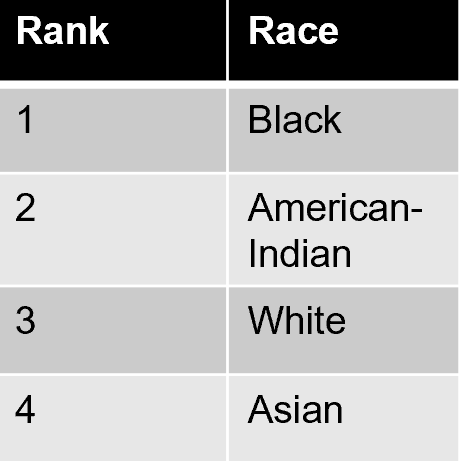 Rank Race
1 Black
2 American-
Indian
3 White
4 Asian